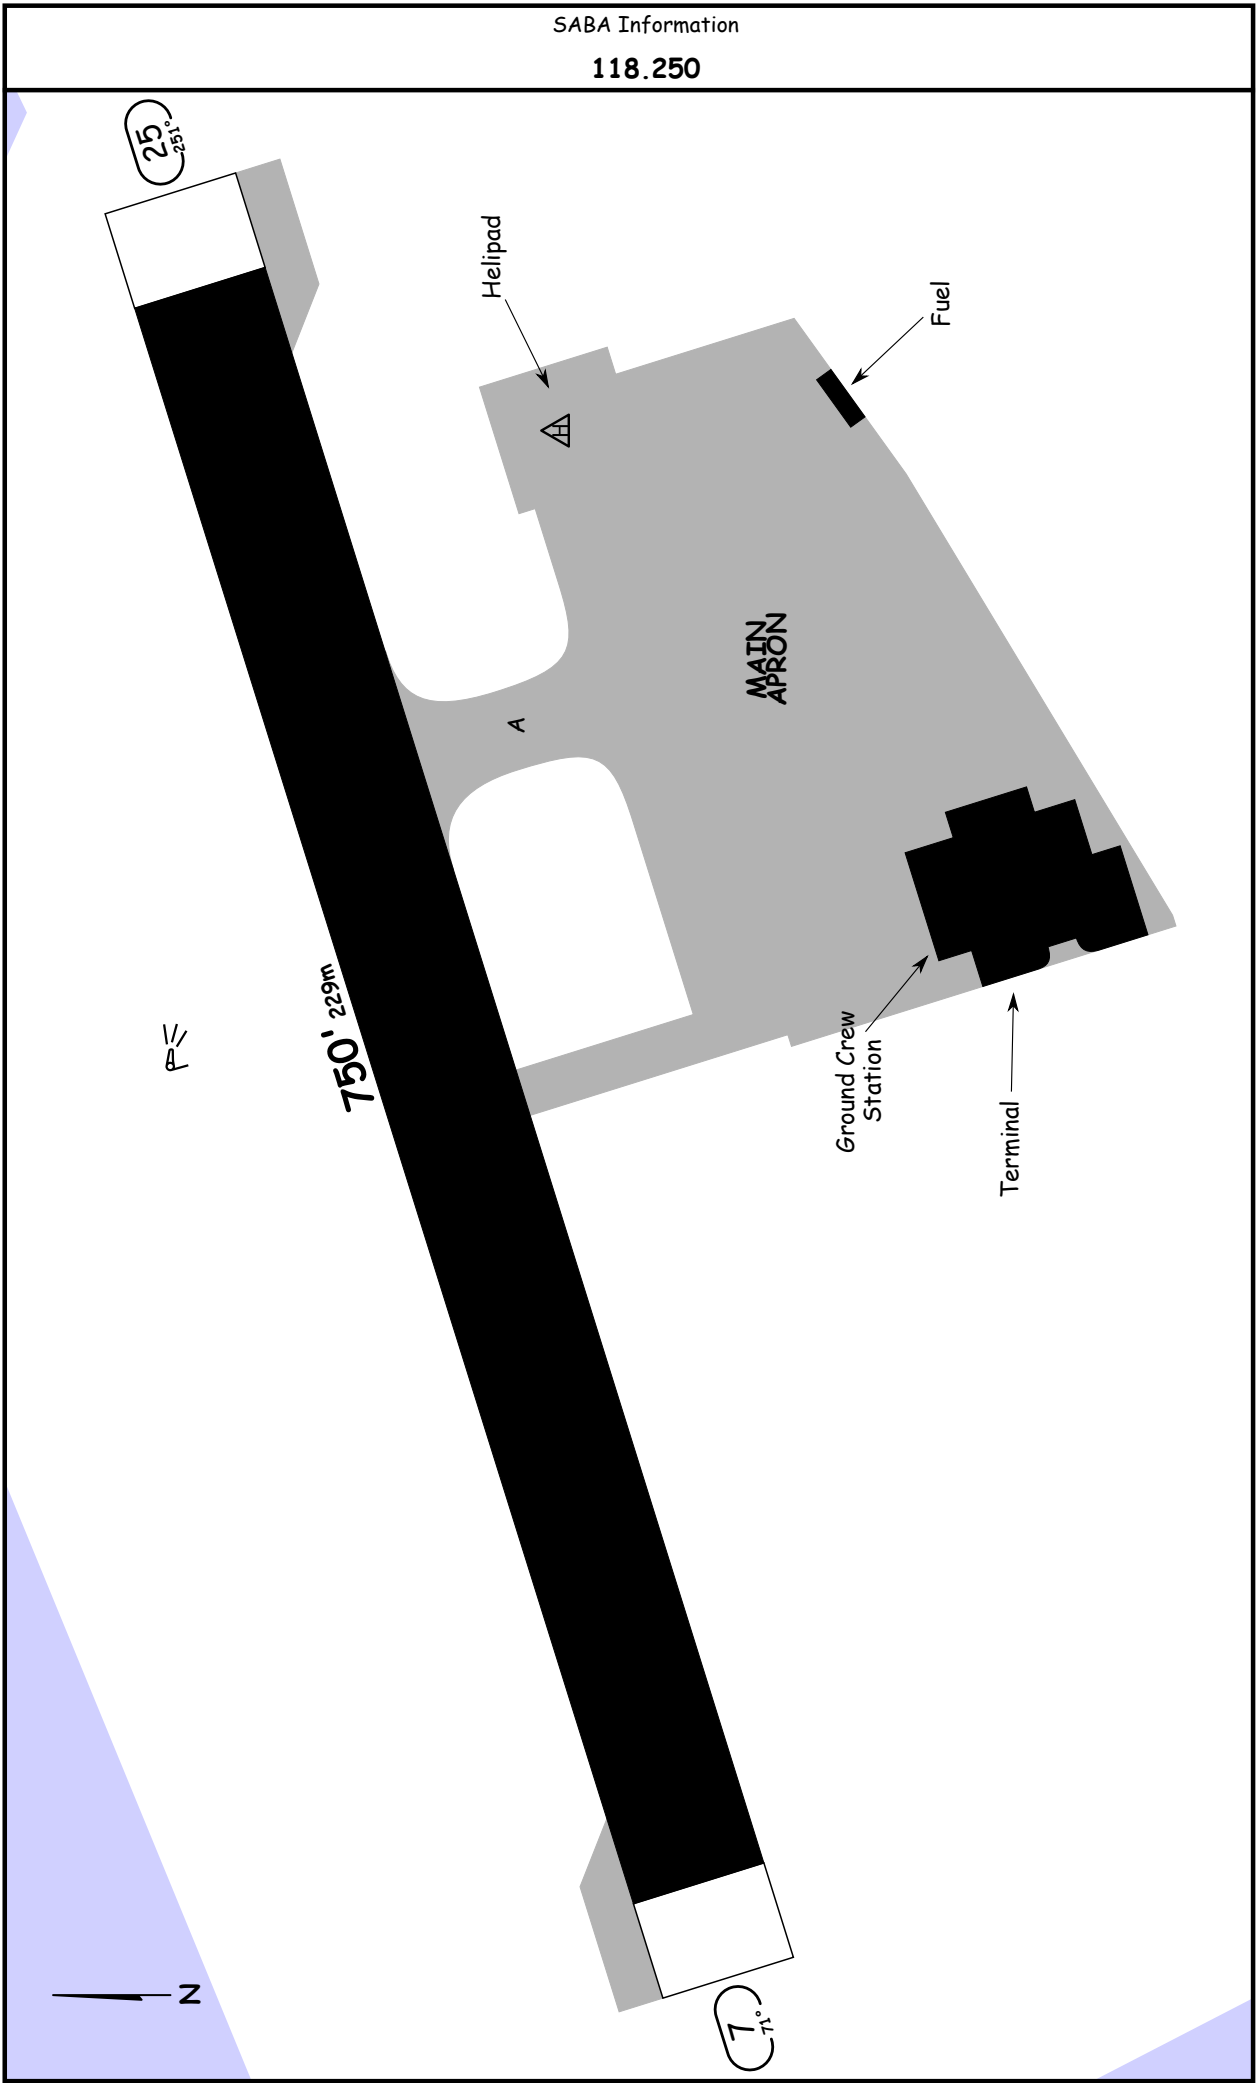 SABA Information
118.250
25
251°
Helipad
H
Fuel
MAIN
APRON
A
750' 229m
Ground Crew
Station
Terminal
N
7
71°